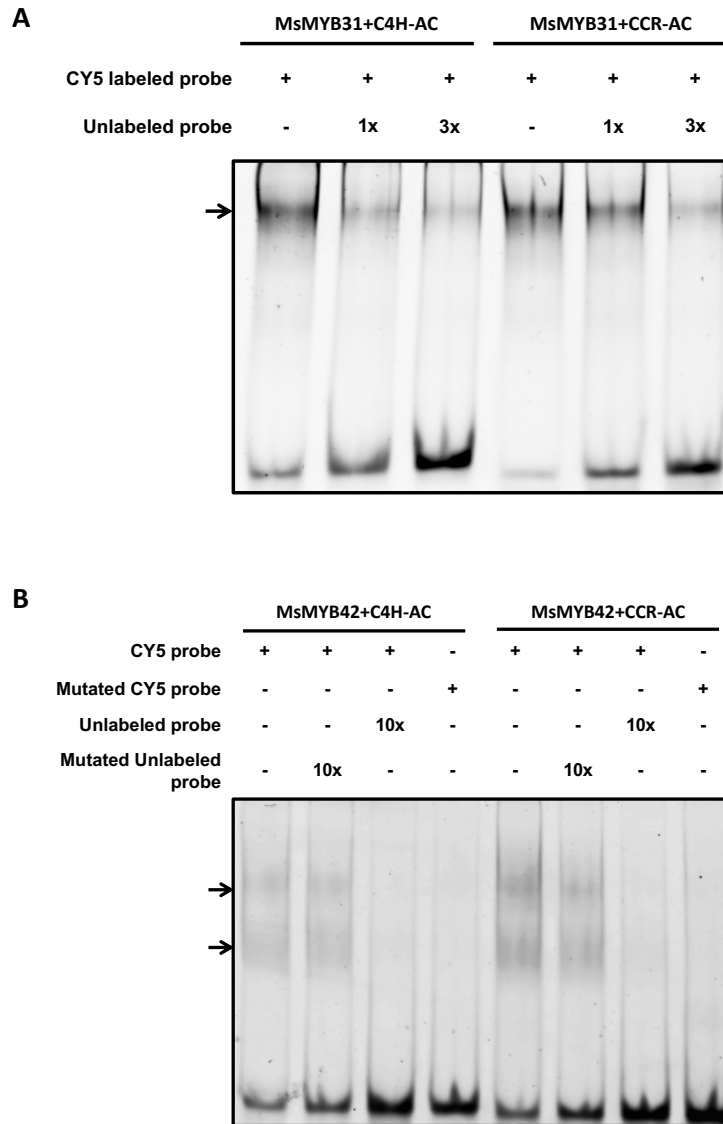 A
MsMYB31+C4H-AC MsMYB31+CCR-AC
CY5 labeled probe + + + + + +
Unlabeled probe - 1x 3x - 1x 3x
B
MsMYB42+C4H-AC MsMYB42+CCR-AC
CY5 probe + + + - + + + -
Mutated CY5 probe - - - + - - - +
Unlabeled probe - - 10x - - - 10x -
Mutated Unlabeled
probe - 10x - - - 10x - -